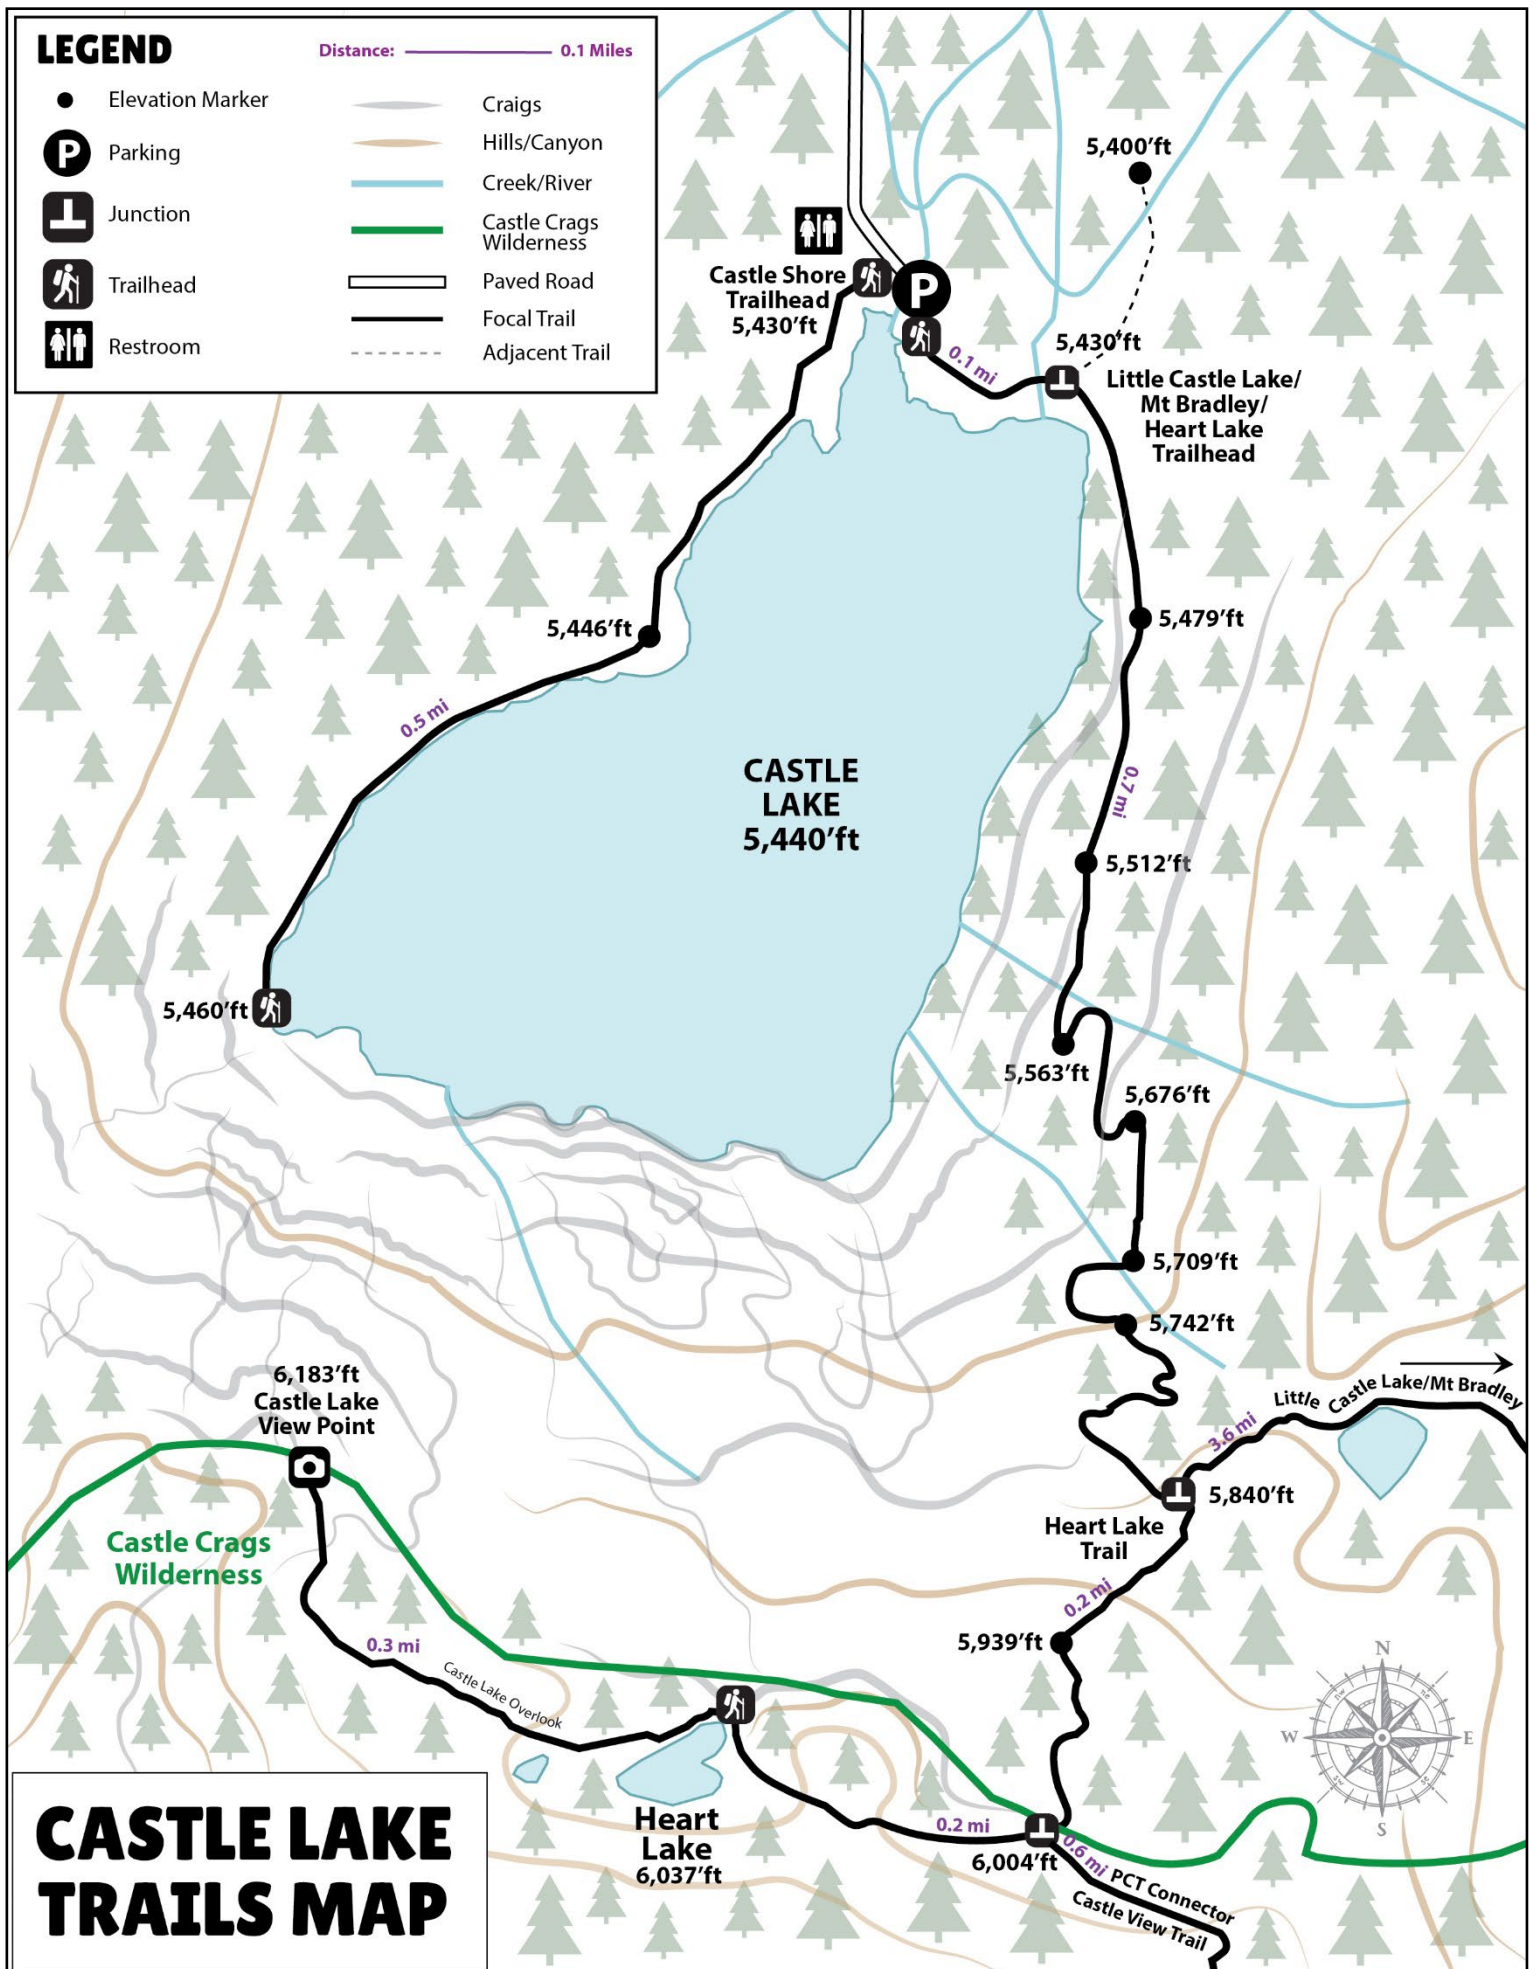 LEGEND
Distance: 0.1 Miles
Elevation Marker
Parking
Junction
Trailhead
Restroom
Craigs
Hills/Canyon
Creek/River
Castle Crags
Wilderness
Paved Road
Focal Trail
Adjacent Trail
P
P
5,400'ft
Castle Shore
Trailhead
5,430'ft
0.1 mi
5,430'ft
Little Castle Lake/
Mt Bradley/
Heart Lake
Trailhead
5,446'ft
5,479'ft
0.5 mi
CASTLE
LAKE
5,440'ft
0.7 mi
5,512'ft
5,460'ft
5,563'ft
5,676'ft
5,709'ft
5,742'ft
6,183'ft
Castle Lake
View Point
Little Castle Lake/Mt Bradley
3.6 mi
5,840'ft
Heart Lake
Trail
Castle Crags
Wilderness
0.2 mi
5,939'ft
0.3 mi
Castle Lake Overlook
N
nw
ne
W
E
sw
se
S
Heart
Lake
6,037'ft
0.2 mi
6,004'ft
0.6 mi
PCT Connector
Castle View Trail
CASTLE LAKE
TRAILS MAP